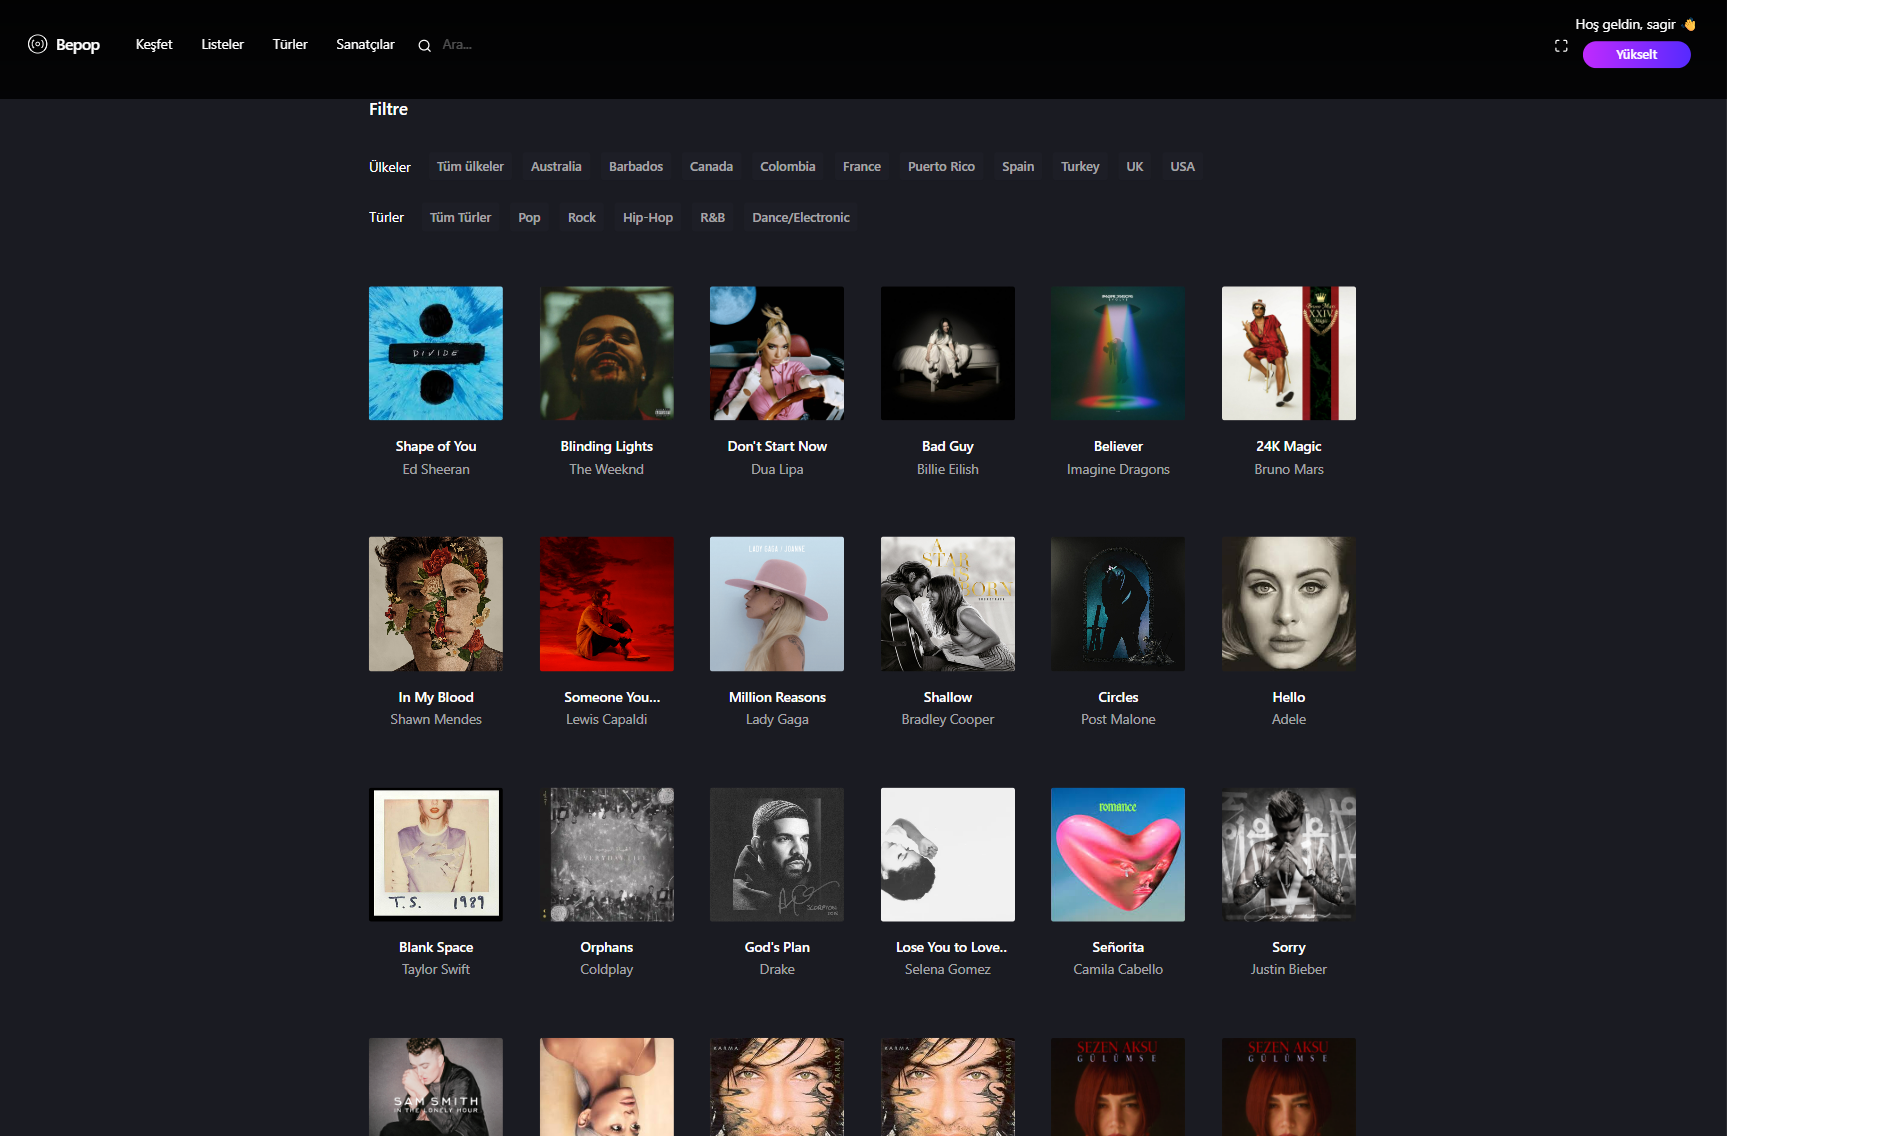 Bepop
Keşfet
Listeler
Türler
Sanatçılar
Ara...
Hoş geldin, sagir 👋
Yükselt
Filtre
Ülkeler
Tüm ülkeler
Australia
Barbados
Canada
Colombia
France
Puerto Rico
Spain
Turkey
UK
USA
Türler
Tüm Türler
Pop
Rock
Hip-Hop
R&B
Dance/Electronic
DIVIDE
Shape of You
Ed Sheeran
Blinding Lights
The Weeknd
Don't Start Now
Dua Lipa
Bad Guy
Billie Eilish
Believer
Imagine Dragons
XXIV
24K Magic
Bruno Mars
In My Blood
Shawn Mendes
Someone You...
Lewis Capaldi
LADY GAGA / JOANNE
Million Reasons
Lady Gaga
A
STAR
IS
BORN
Shallow
Bradley Cooper
Circles
Post Malone
Hello
Adele
T.S. 1989
Blank Space
Taylor Swift
EVERYDAY LIFE
Orphans
Coldplay
SCORPION
God's Plan
Drake
Lose You to Love..
Selena Gomez
romance
Señorita
Camila Cabello
Sorry
Justin Bieber
SAM SMITH
IN THE LONELY HOUR
KARMA
TARKAN
KARMA
TARKAN
SEZEN AKSU
GÜLÜMSE
SEZEN AKSU
GÜLÜMSE